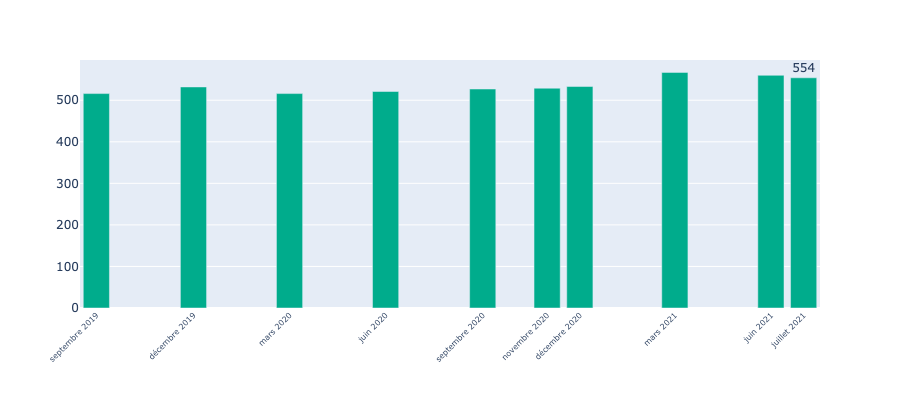 554
500
400
300
200
100
0
septembre 2019
décembre 2019
mars 2020
juin 2020
septembre 2020
novembre 2020
décembre 2020
mars 2021
juin 2021
juillet 2021